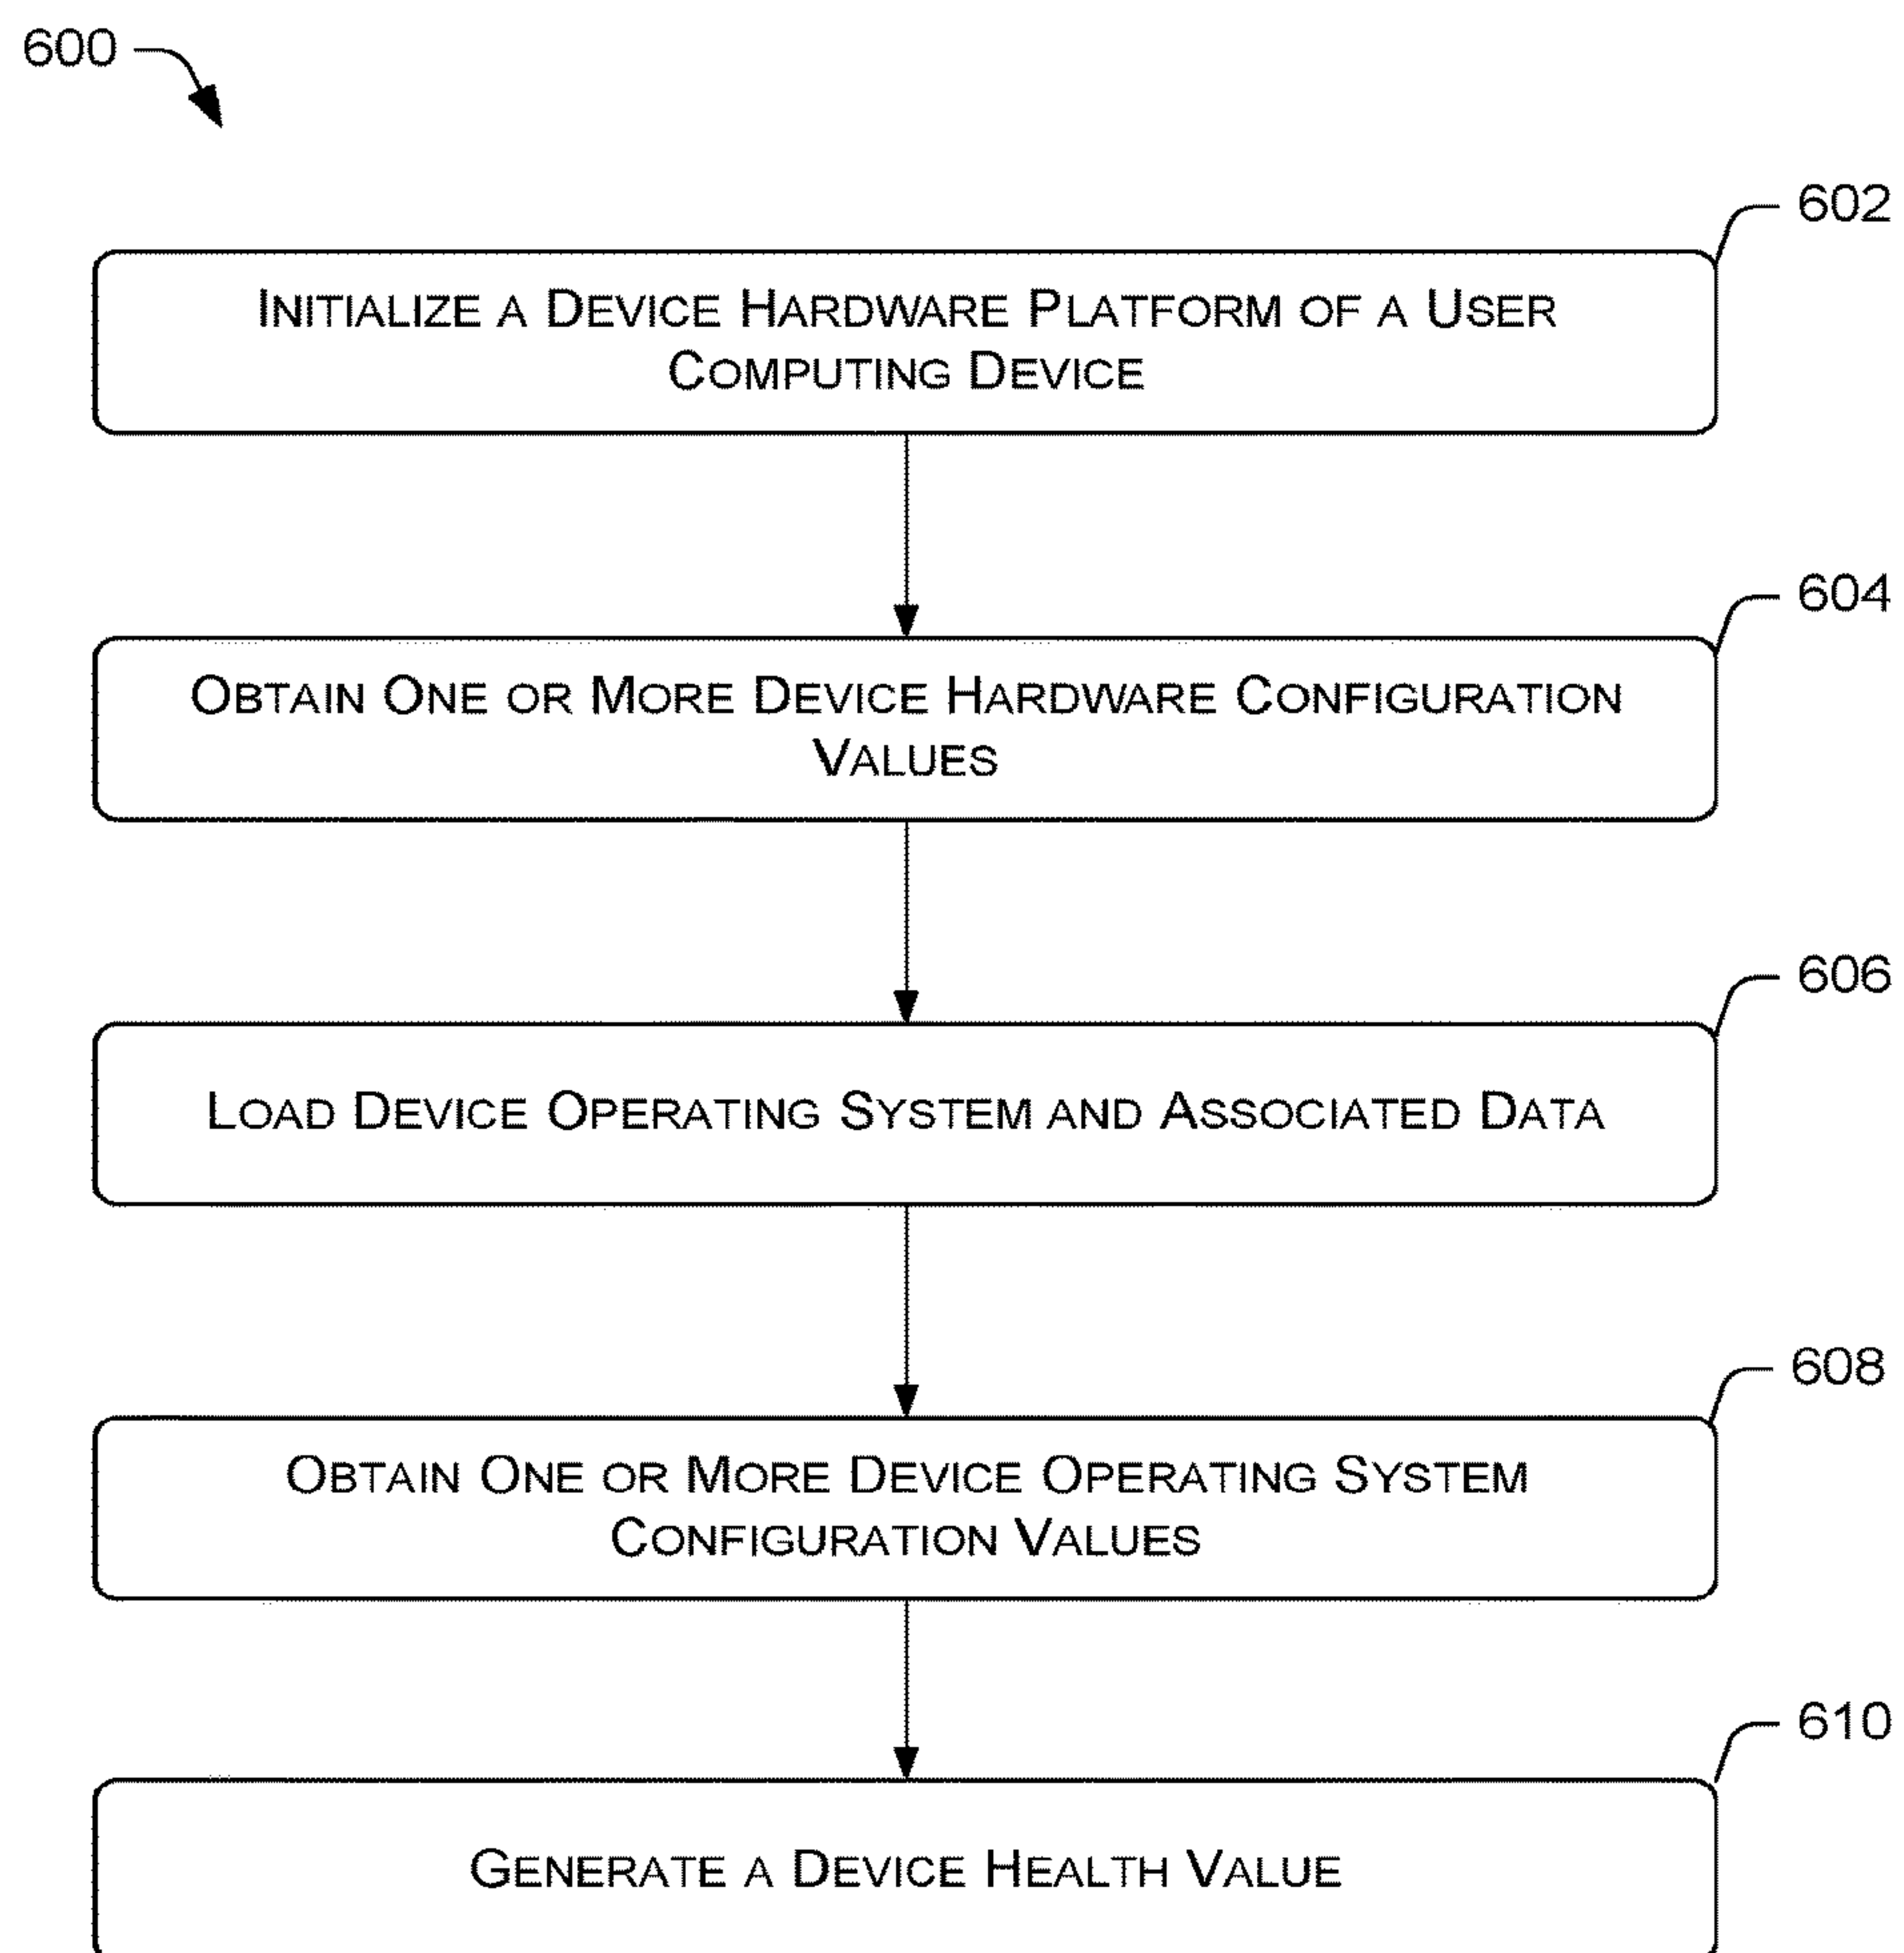 600
602
INITIALIZE A DEVICE HARDWARE PLATFORM OF A USER
COMPUTING DEVICE
604
OBTAIN ONE OR MORE DEVICE HARDWARE CONFIGURATION
VALUES
606
LOAD DEVICE OPERATING SYSTEM AND ASSOCIATED DATA
608
OBTAIN ONE OR MORE DEVICE OPERATING SYSTEM
CONFIGURATION VALUES
610
GENERATE A DEVICE HEALTH VALUE